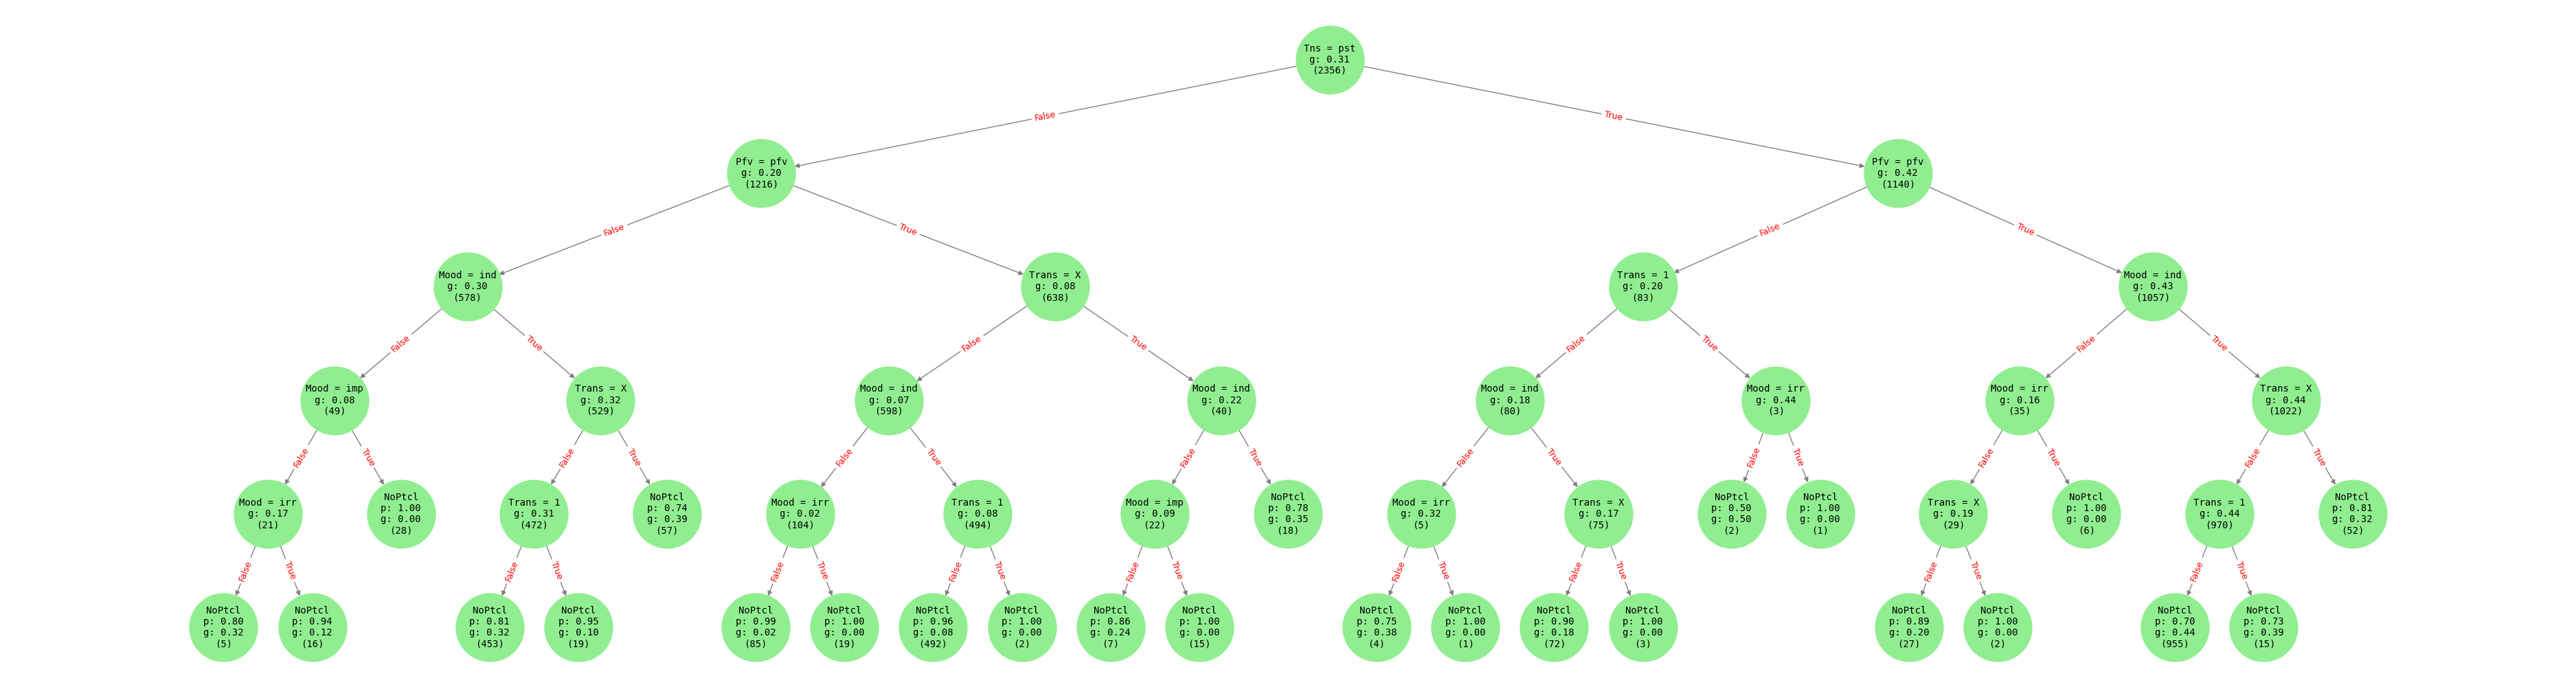 Tns = pst
g: 0.31
(2356)
False
True
Pfv = pfv
g: 0.20
(1216)
Pfv = pfv
g: 0.42
(1140)
False
True
False
True
Mood = ind
g: 0.30
(578)
Trans = X
g: 0.08
(638)
Trans = 1
g: 0.20
(83)
Mood = ind
g: 0.43
(1057)
False
True
False
True
False
True
False
True
Mood = imp
g: 0.08
(49)
Trans = X
g: 0.32
(529)
Mood = ind
g: 0.07
(598)
Mood = ind
g: 0.22
(40)
Mood = ind
g: 0.18
(80)
Mood = irr
g: 0.44
(3)
Mood = irr
g: 0.16
(35)
Trans = X
g: 0.44
(1022)
False
True
False
True
False
True
False
True
False
True
False
True
False
True
False
True
Mood = irr
g: 0.17
(21)
NoPtcl
p: 1.00
g: 0.00
(28)
Trans = 1
g: 0.31
(472)
NoPtcl
p: 0.74
g: 0.39
(57)
Mood = irr
g: 0.02
(104)
Trans = 1
g: 0.08
(494)
Mood = imp
g: 0.09
(22)
NoPtcl
p: 0.78
g: 0.35
(18)
Mood = irr
g: 0.32
(5)
Trans = X
g: 0.17
(75)
NoPtcl
p: 0.50
g: 0.50
(2)
NoPtcl
p: 1.00
g: 0.00
(1)
Trans = X
g: 0.19
(29)
NoPtcl
p: 1.00
g: 0.00
(6)
Trans = 1
g: 0.44
(970)
NoPtcl
p: 0.81
g: 0.32
(52)
False
True
False
True
False
True
False
True
False
True
False
True
False
True
False
True
False
True
NoPtcl
p: 0.80
g: 0.32
(5)
NoPtcl
p: 0.94
g: 0.12
(16)
NoPtcl
p: 0.81
g: 0.32
(453)
NoPtcl
p: 0.95
g: 0.10
(19)
NoPtcl
p: 0.99
g: 0.02
(85)
NoPtcl
p: 1.00
g: 0.00
(19)
NoPtcl
p: 0.96
g: 0.08
(492)
NoPtcl
p: 1.00
g: 0.00
(2)
NoPtcl
p: 0.86
g: 0.24
(7)
NoPtcl
p: 1.00
g: 0.00
(15)
NoPtcl
p: 0.75
g: 0.38
(4)
NoPtcl
p: 1.00
g: 0.00
(1)
NoPtcl
p: 0.90
g: 0.18
(72)
NoPtcl
p: 1.00
g: 0.00
(3)
NoPtcl
p: 0.89
g: 0.20
(27)
NoPtcl
p: 1.00
g: 0.00
(2)
NoPtcl
p: 0.70
g: 0.44
(955)
NoPtcl
p: 0.73
g: 0.39
(15)